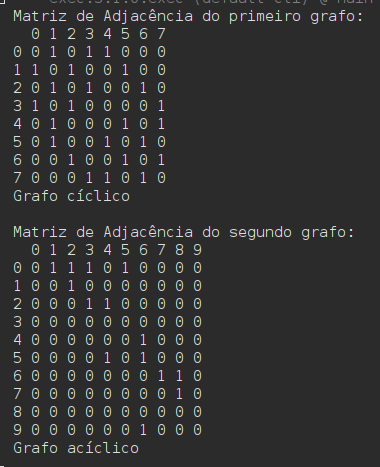 Matriz de Adjacência do primeiro grafo:
0 1 2 3 4 5 6 7
0 0 1 0 1 1 0 0 0
1 1 0 1 0 0 1 0 0
2 0 1 0 1 0 0 1 0
3 1 0 1 0 0 0 0 1
4 0 1 0 0 0 1 0 1
5 0 1 0 0 1 0 1 0
6 0 0 1 0 0 1 0 1
7 0 0 0 1 1 0 1 0
Grafo cíclico
Matriz de Adjacência do segundo grafo:
0 1 2 3 4 5 6 7 8 9
0 0 1 1 1 0 1 0 0 0 0
1 0 0 1 0 0 0 0 0 0 0
2 0 0 0 1 1 0 0 0 0 0
3 0 0 0 0 0 0 0 0 0 0
4 0 0 0 0 0 0 1 0 0 0
5 0 0 0 0 1 0 1 0 0 0
6 0 0 0 0 0 0 0 1 1 0
7 0 0 0 0 0 0 0 0 1 0
8 0 0 0 0 0 0 0 0 0 0
9 0 0 0 0 0 0 1 0 0 0
Grafo acíclico